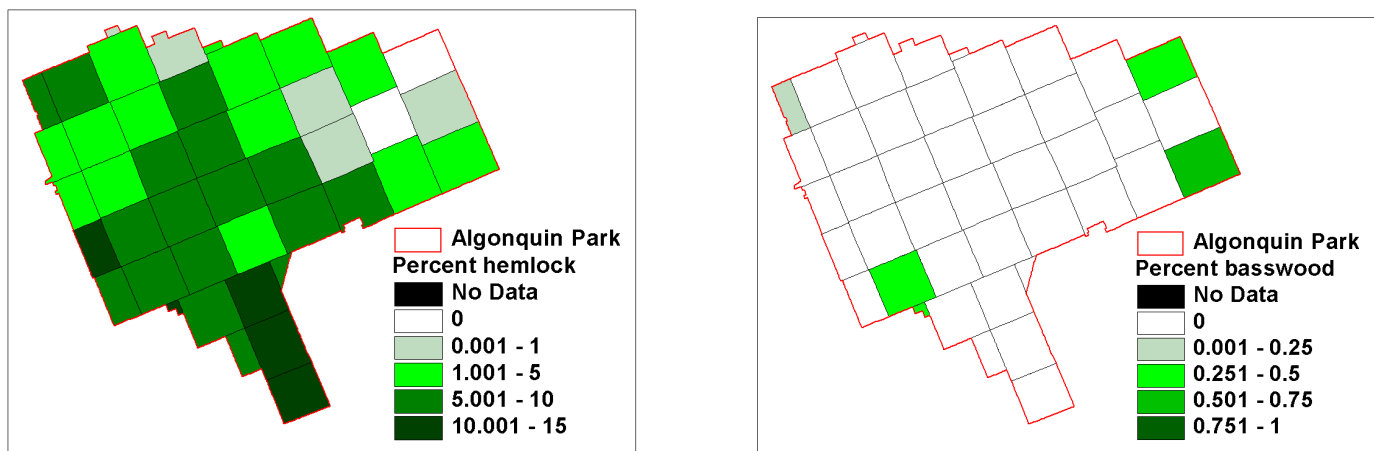 Algonquin Park
Percent hemlock
No Data
0
0.001 - 1
1.001 - 5
5.001 - 10
10.001 - 15
Algonquin Park
Percent basswood
No Data
0
0.001 - 0.25
0.251 - 0.5
0.501 - 0.75
0.751 - 1